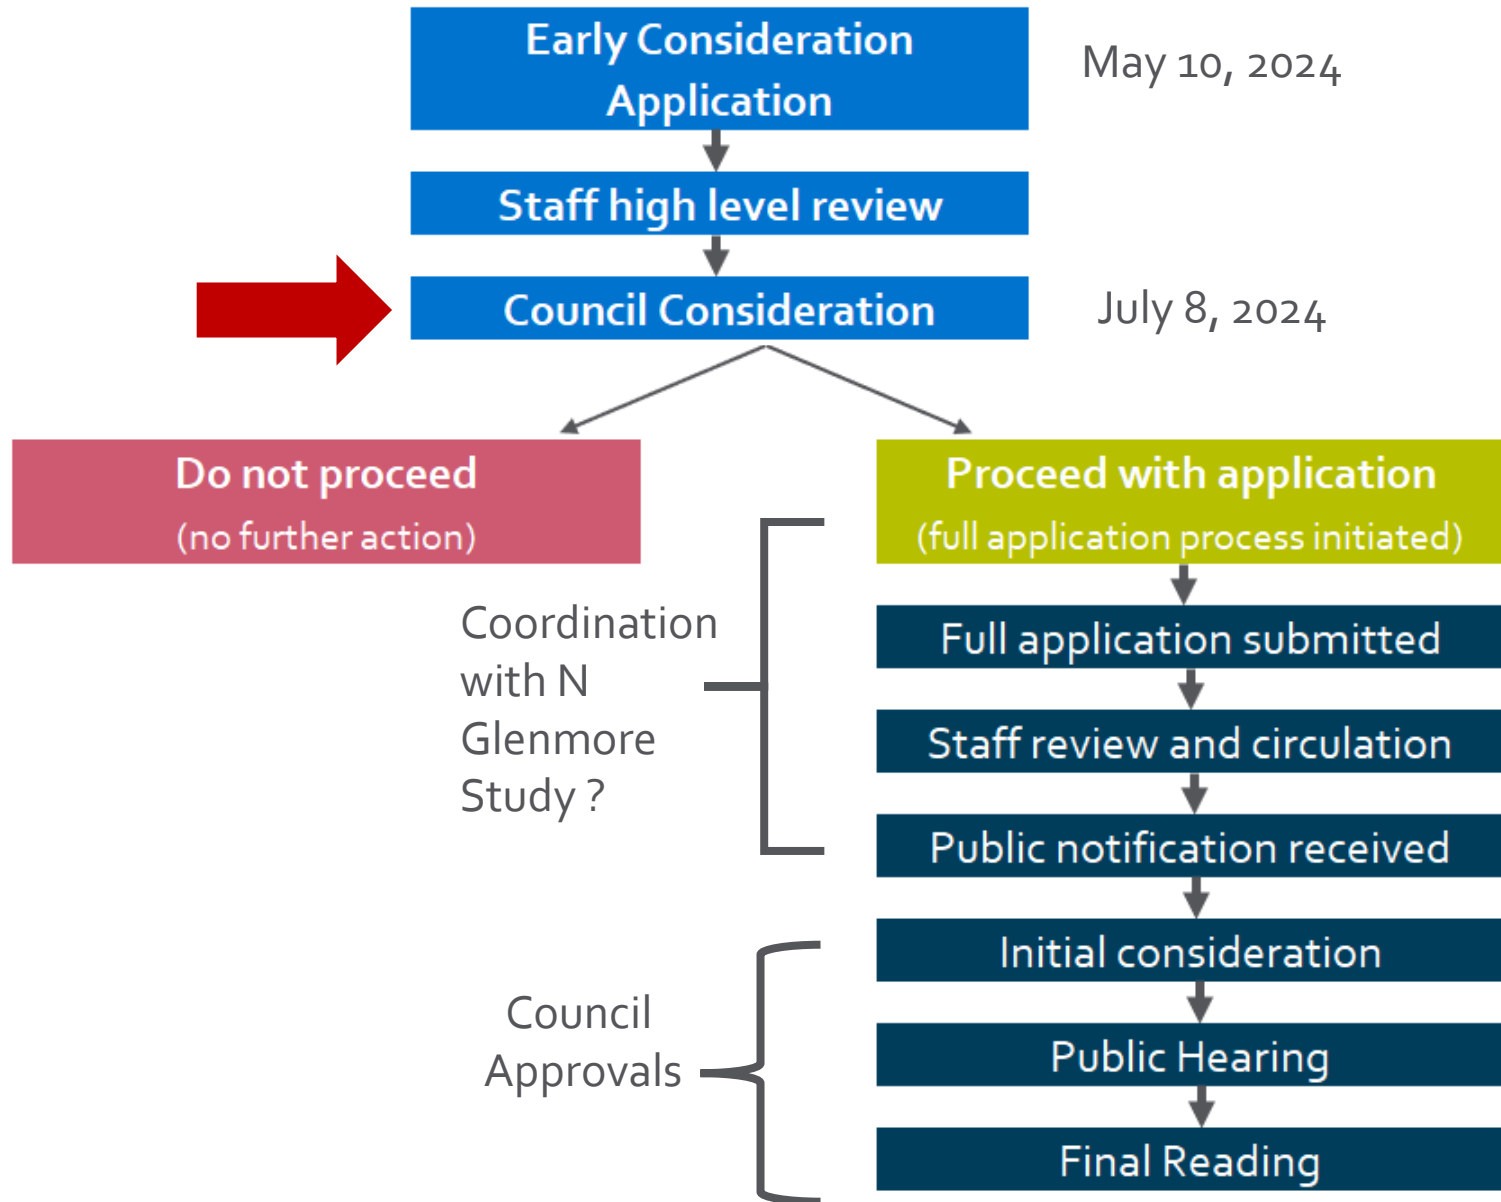 Early Consideration
Application
May 10, 2024
Staff high level review
Council Consideration
July 8, 2024
Do not proceed
(no further action)
Proceed with application
(full application process initiated)
Coordination
with N
Glenmore
Study ?
Full application submitted
Staff review and circulation
Public notification received
Council
Approvals
Initial consideration
Public Hearing
Final Reading